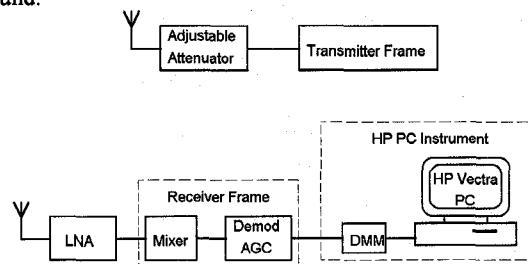 Adjustable
Attenuator
Transmitter Frame
HP PC Instrument
Receiver Frame
HP Vectra
PC
LNA
Mixer
Demod
AGC
DMM